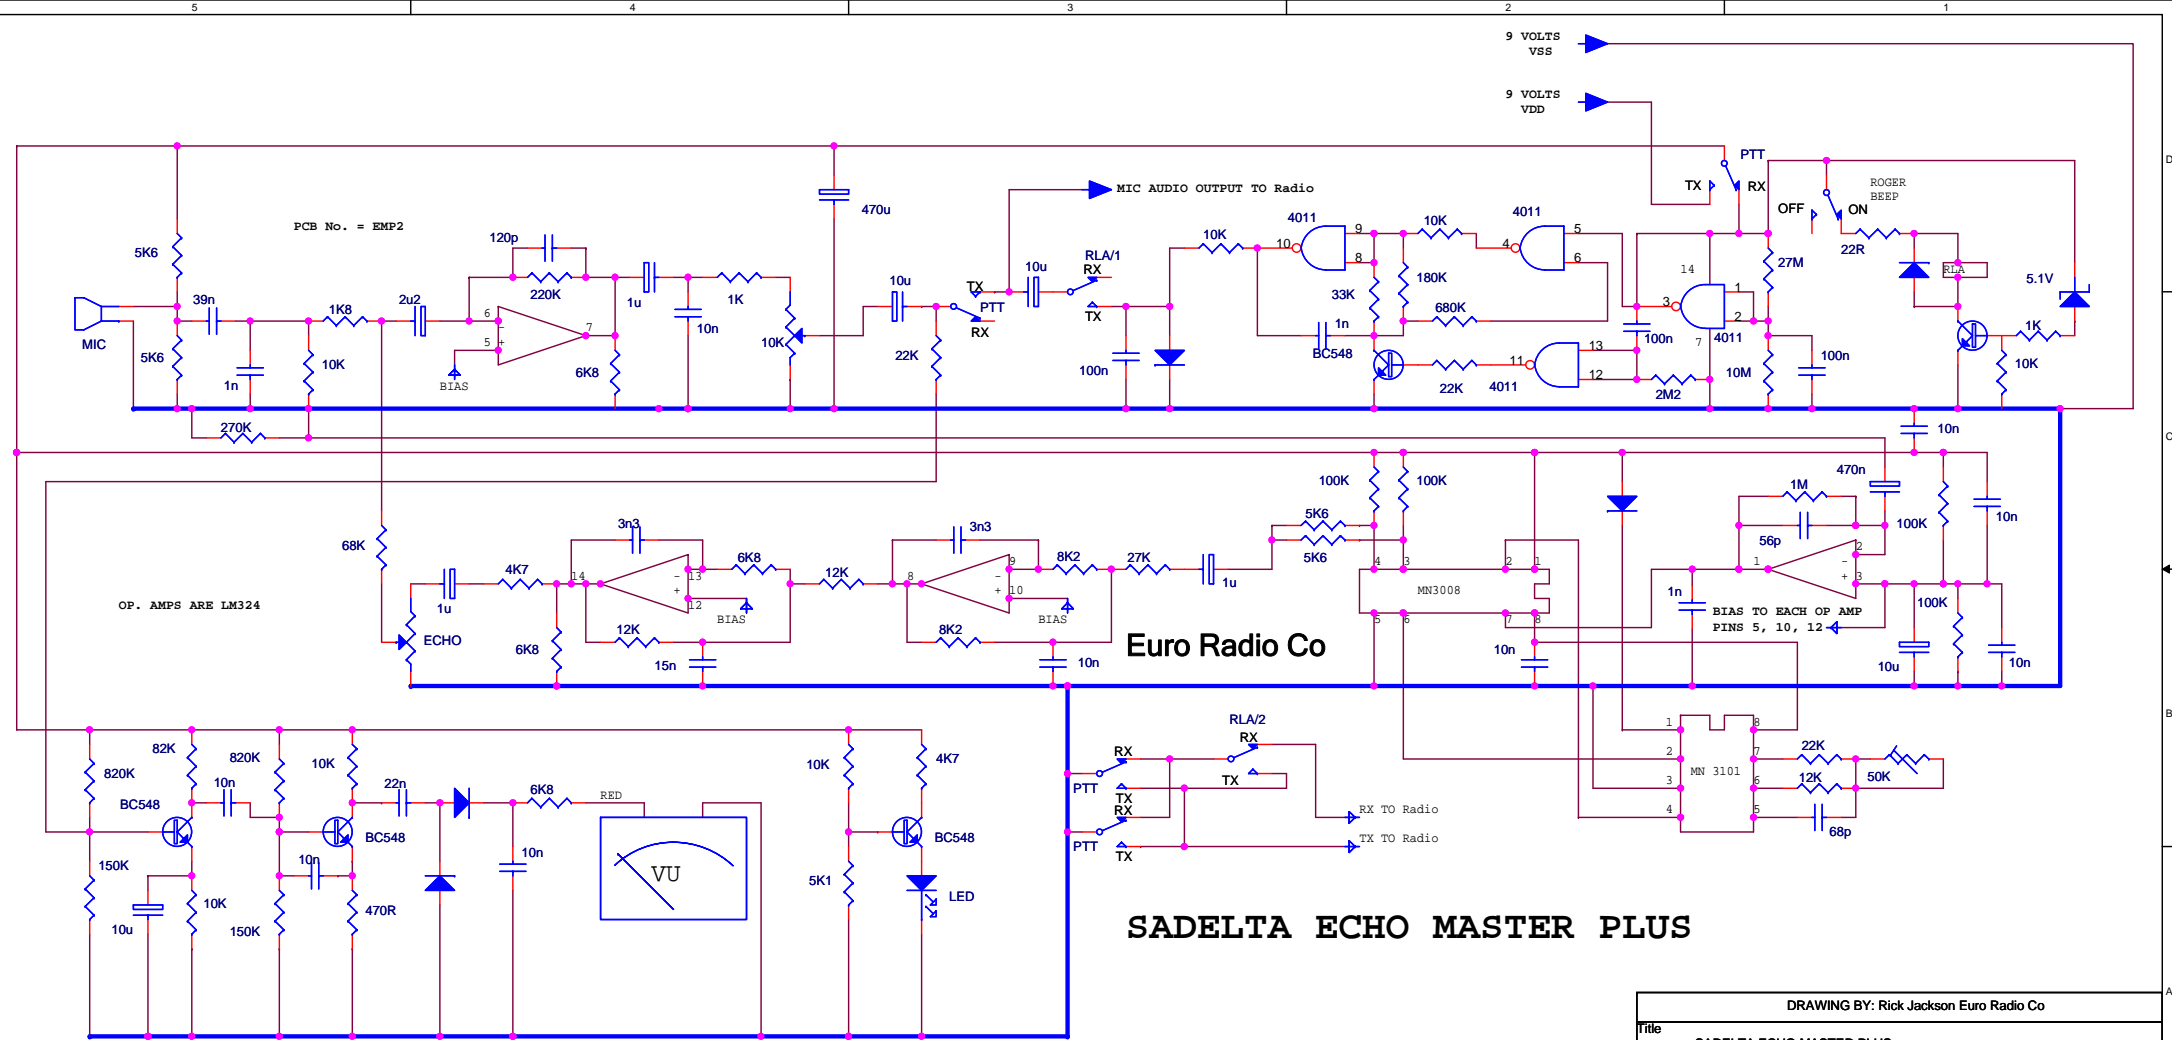 5 4 3 2 1
9 VOLTS
VSS
9 VOLTS
VDD
PTT
TX RX
ROGER
BEEP
OFF ON
D
MIC AUDIO OUTPUT TO Radio
470u
PCB No. = EMP2
5K6
120p
220K
39n
1K8
2u2
6
5
7
-
+
1u
10n
1K
10K
10u
TX
PTT
RX
10u
RLA/1
RX
TX
10K
10
4011
9
8
10K
4
4011
5
6
180K
33K
680K
1n
BC548
22K
11
4011
13
12
3
100n
14
1
2
7
4011
27M
22R
RLA
5.1V
1K
10K
100n
10M
2M2
100n
22K
MIC
5K6
1n
10K
BIAS
6K8
270K
10n
C
68K
3n3
6K8
4K7
14
13
12
-
+
BIAS
12K
3n3
8K2
27K
8
9
10
-
+
BIAS
1u
12K
15n
6K8
ECHO
1u
8K2
10n
OP. AMPS ARE LM324
Euro Radio Co
100K
100K
5K6
5K6
4 3 2 1
MN3008
5 6 7 8
10n
1n
1M
56p
470n
100K
10n
1
2
3
-
+
100K
BIAS TO EACH OP AMP
PINS 5, 10, 12
10u
10n
B
82K
820K
820K
10K
10n
BC548
22n
BC548
6K8
RED
10n
10n
150K
10K
10u
150K
470R
VU
10K
4K7
BC548
5K1
LED
RLA/2
RX
RX
TX
PTT
TX
RX
PTT
TX
RX TO Radio
TX TO Radio
1
2
3
4
MN 3101
8
7
6
5
22K
12K
50K
68p
SADELTA ECHO MASTER PLUS
A
DRAWING BY: Rick Jackson Euro Radio Co
Title
SADELTA ECHO MASTER PLUS